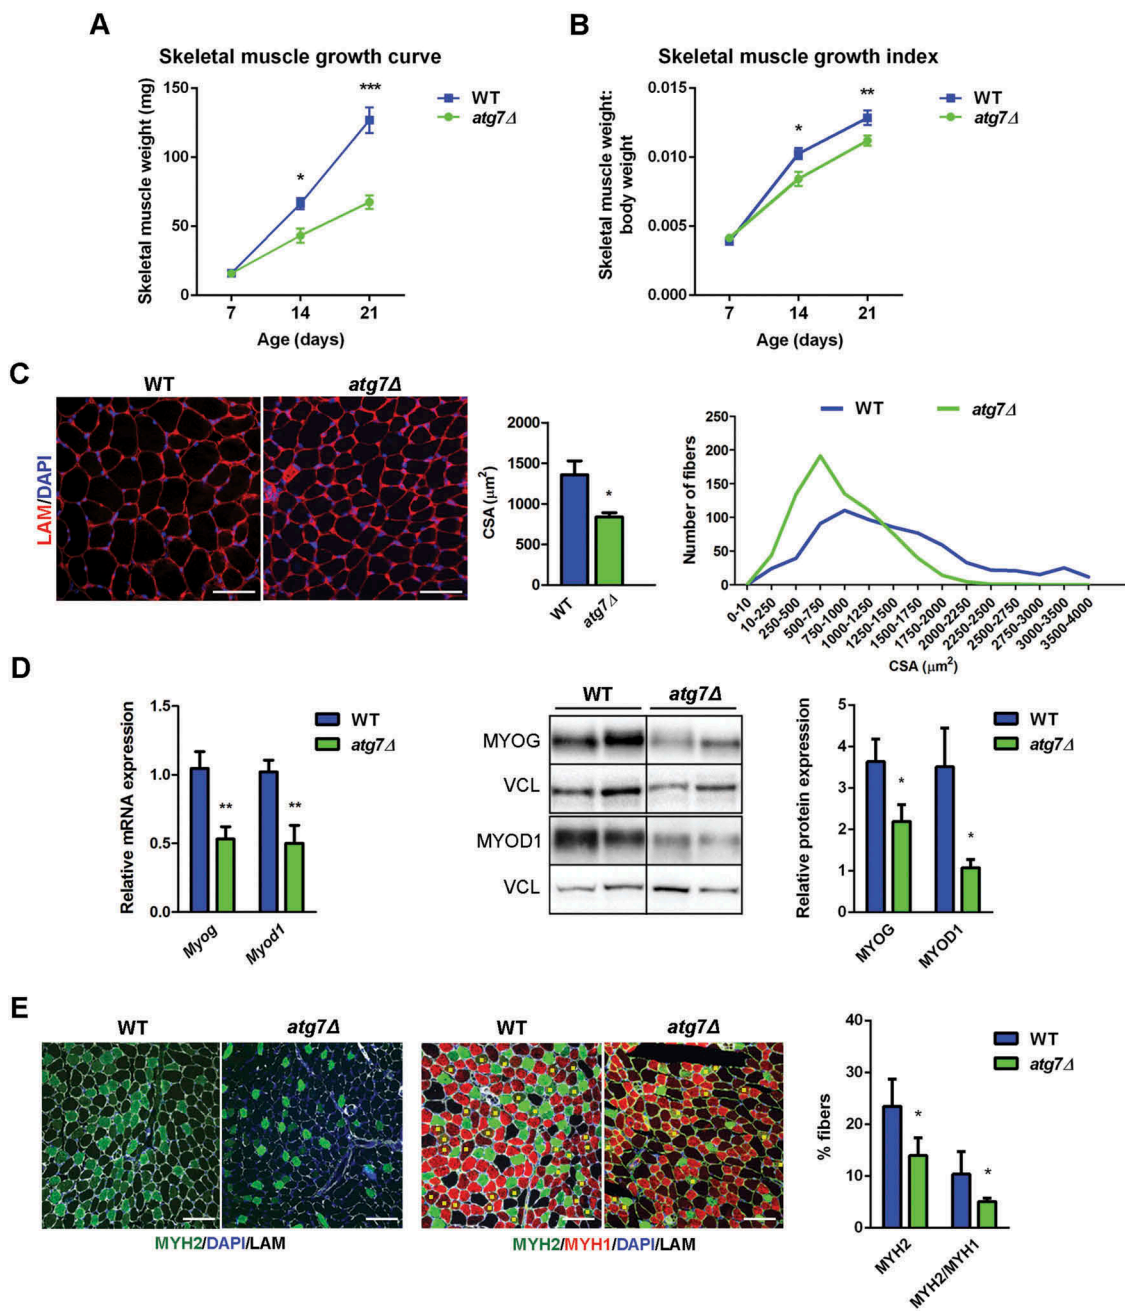 A
Skeletal muscle growth curve
Skeletal muscle weight (mg)
150
100
50
0
7 14 21
Age (days)
*
***
WT
atg7Δ
B
Skeletal muscle growth index
Skeletal muscle weight:
body weight
0.015
0.010
0.005
0.000
7 14 21
Age (days)
*
**
WT
atg7Δ
C
WT atg7Δ
LAM/DAPI
CSA (μm²)
2000
1500
1000
500
0
*
WT
atg7Δ
WT atg7Δ
Number of fibers
250
200
150
100
50
0
0-10
10-250
250-500
500-750
750-1000
1000-1250
1250-1500
1500-1750
1750-2000
2000-2250
2250-2500
2500-2750
2750-3000
3000-3500
3500-4000
CSA (μm²)
D
Relative mRNA expression
1.5
1.0
0.5
0.0
**
**
Myog
Myod1
WT
atg7Δ
WT atg7Δ
MYOG
VCL
MYOD1
VCL
Relative protein expression
5
4
3
2
1
0
*
*
MYOG
MYOD1
WT
atg7Δ
E
WT atg7Δ
MYH2/DAPI/LAM
WT atg7Δ
MYH2/MYH1/DAPI/LAM
% fibers
40
30
20
10
0
*
*
MYH2
MYH2/MYH1
WT
atg7Δ